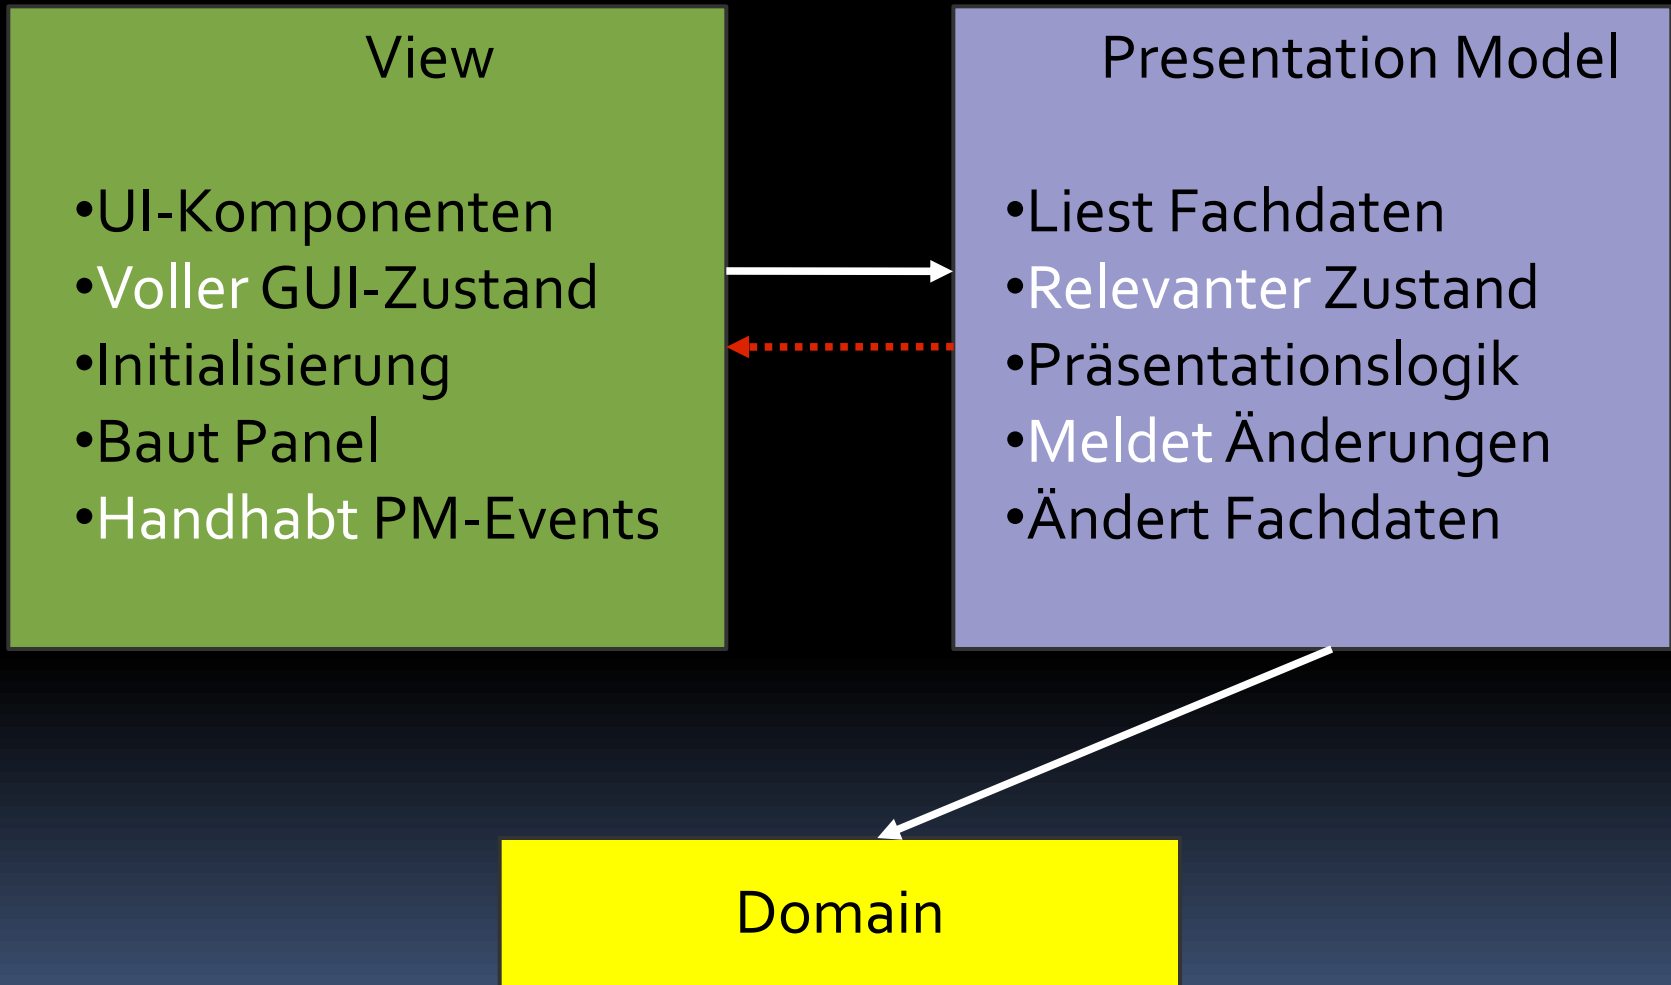 View
•UI-Komponenten
•Voller GUI-Zustand
•Initialisierung
•Baut Panel
•Handhabt PM-Events
Presentation Model
•Liest Fachdaten
•Relevanter Zustand
•Präsentationslogik
•Meldet Änderungen
•Ändert Fachdaten
Domain